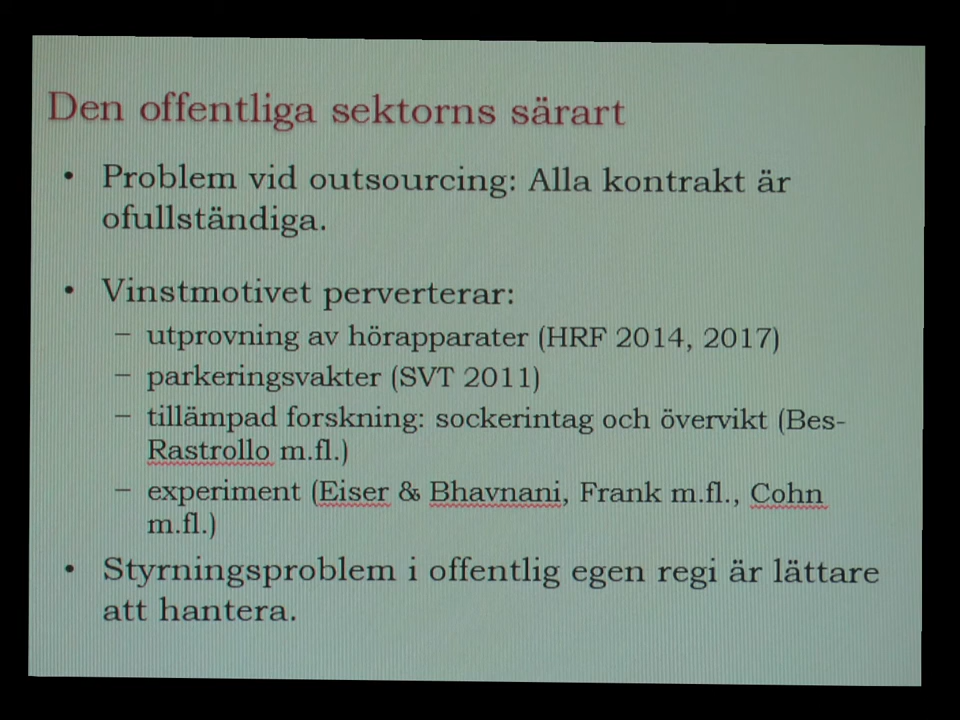 Den offentliga sektorns särart
• Problem vid outsourcing: Alla kontrakt är
ofullständiga.
• Vinstmotivet perverterar:
– utprovning av hörapparater (HRF 2014, 2017)
– parkeringsvakter (SVT 2011)
– tillämpad forskning: sockerintag och övervikt (Bes-
Rastrollo m.fl.)
– experiment (Eiser & Bhavnani, Frank m.fl., Cohn
m.fl.)
• Styrningsproblem i offentlig egen regi är lättare
att hantera.